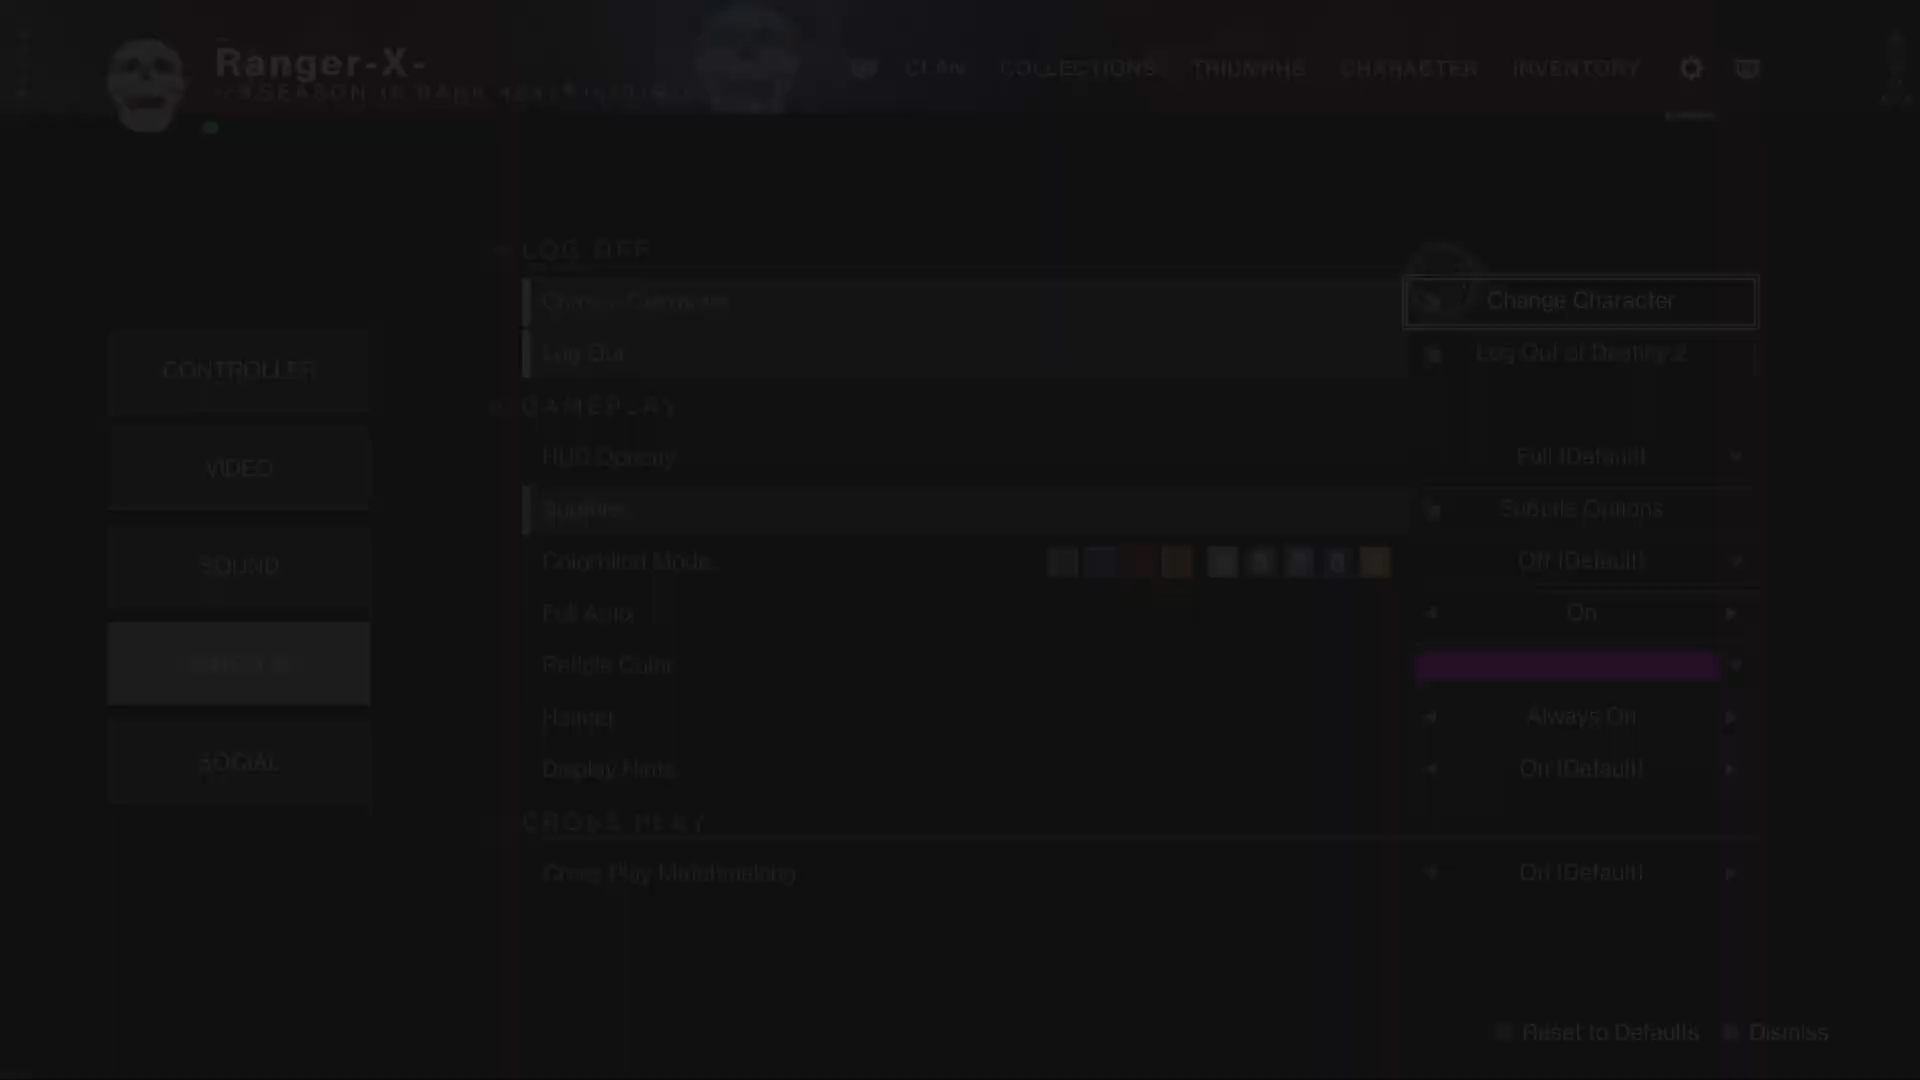 Ranger-X-
CLAN COLLECTIONS TRIUMPHS CHARACTER INVENTORY
LOG OFF
Change Character
Log Out Log Out of Destiny 2
GAMEPLAY
HUD Opacity Full (Default)
Subtitles Subtitle Options
Colorblind Mode Off (Default)
Full Auto On
Reticle Color
Helmet Always On
Display Hints On (Default)
CROSS PLAY
Cross Play Matchmaking On (Default)
CONTROLLER
VIDEO
SOUND
SOCIAL
Reset to Defaults Dismiss